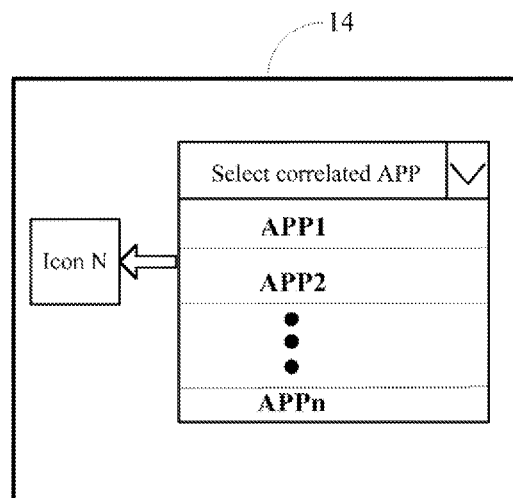 14
Select correlated APP
Icon N
APP1
APP2
APPn